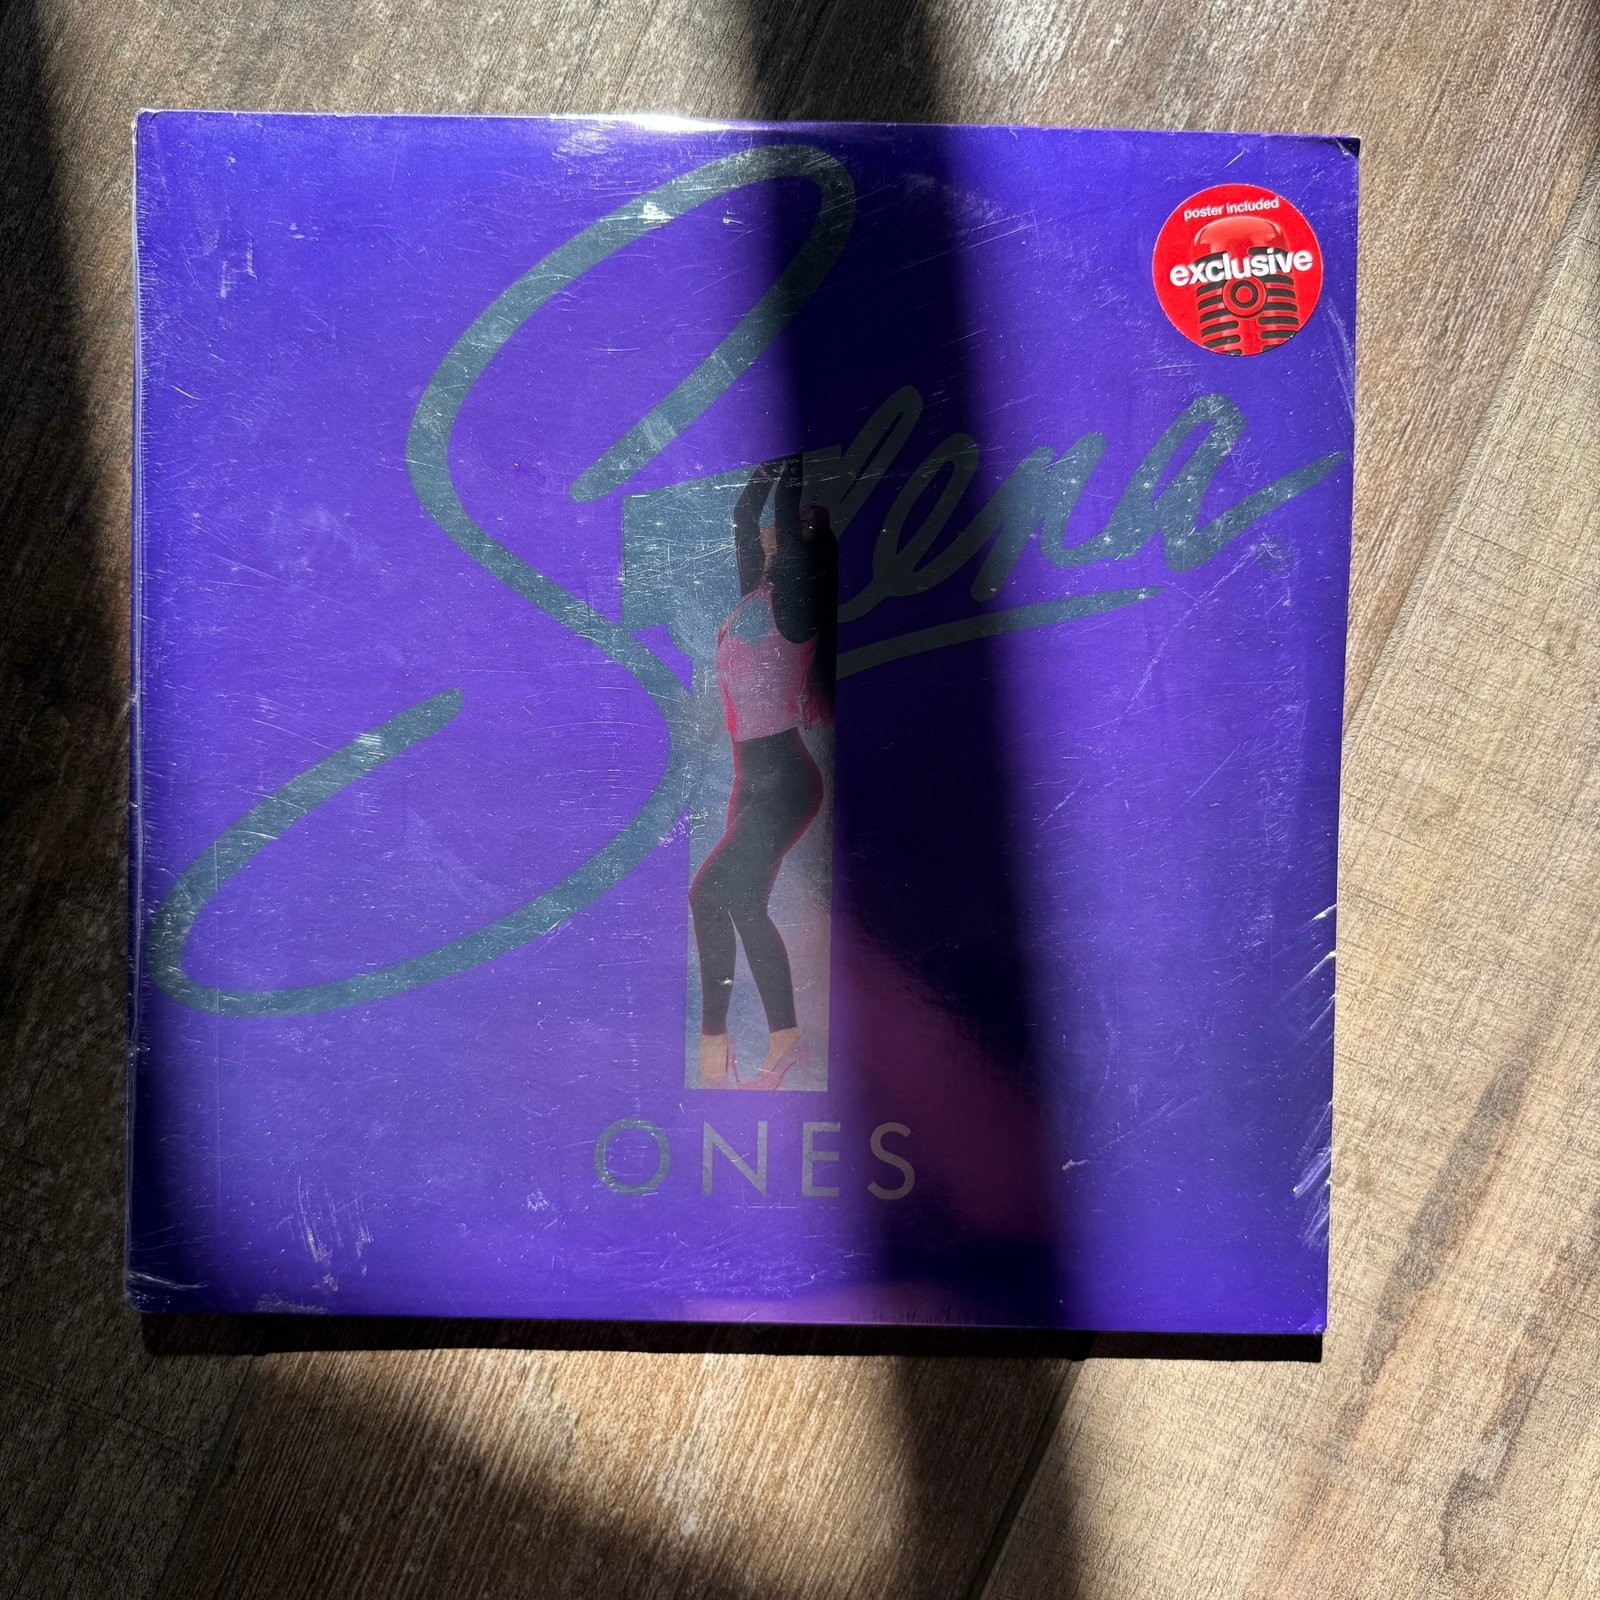 poster included
exclusive
Selena
ONES